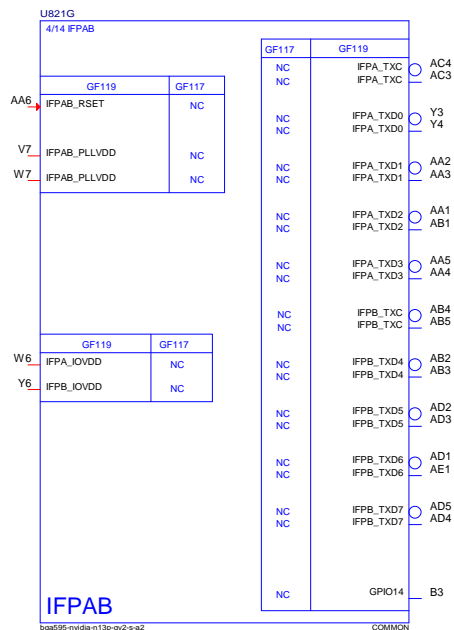 U821G
4/14 IFPAB
GF117 GF119
NC IFPA_TXC AC4
NC IFPA_TXC AC3
GF119 GF117
AA6 IFPAB_RSET NC
NC IFPA_TXD0 Y3
NC IFPA_TXD0 Y4
V7 IFPAB_PLLVDD NC
W7 IFPAB_PLLVDD NC
NC IFPA_TXD1 AA2
NC IFPA_TXD1 AA3
NC IFPA_TXD2 AA1
NC IFPA_TXD2 AB1
NC IFPA_TXD3 AA5
NC IFPA_TXD3 AA4
NC IFPB_TXC AB4
NC IFPB_TXC AB5
GF119 GF117
W6 IFPA_IOVDD NC
Y6 IFPB_IOVDD NC
NC IFPB_TXD4 AB2
NC IFPB_TXD4 AB3
NC IFPB_TXD5 AD2
NC IFPB_TXD5 AD3
NC IFPB_TXD6 AD1
NC IFPB_TXD6 AE1
NC IFPB_TXD7 AD5
NC IFPB_TXD7 AD4
NC GPIO14 B3
IFPAB
bga595-nvidia-n13p-gv2-s-a2 COMMON